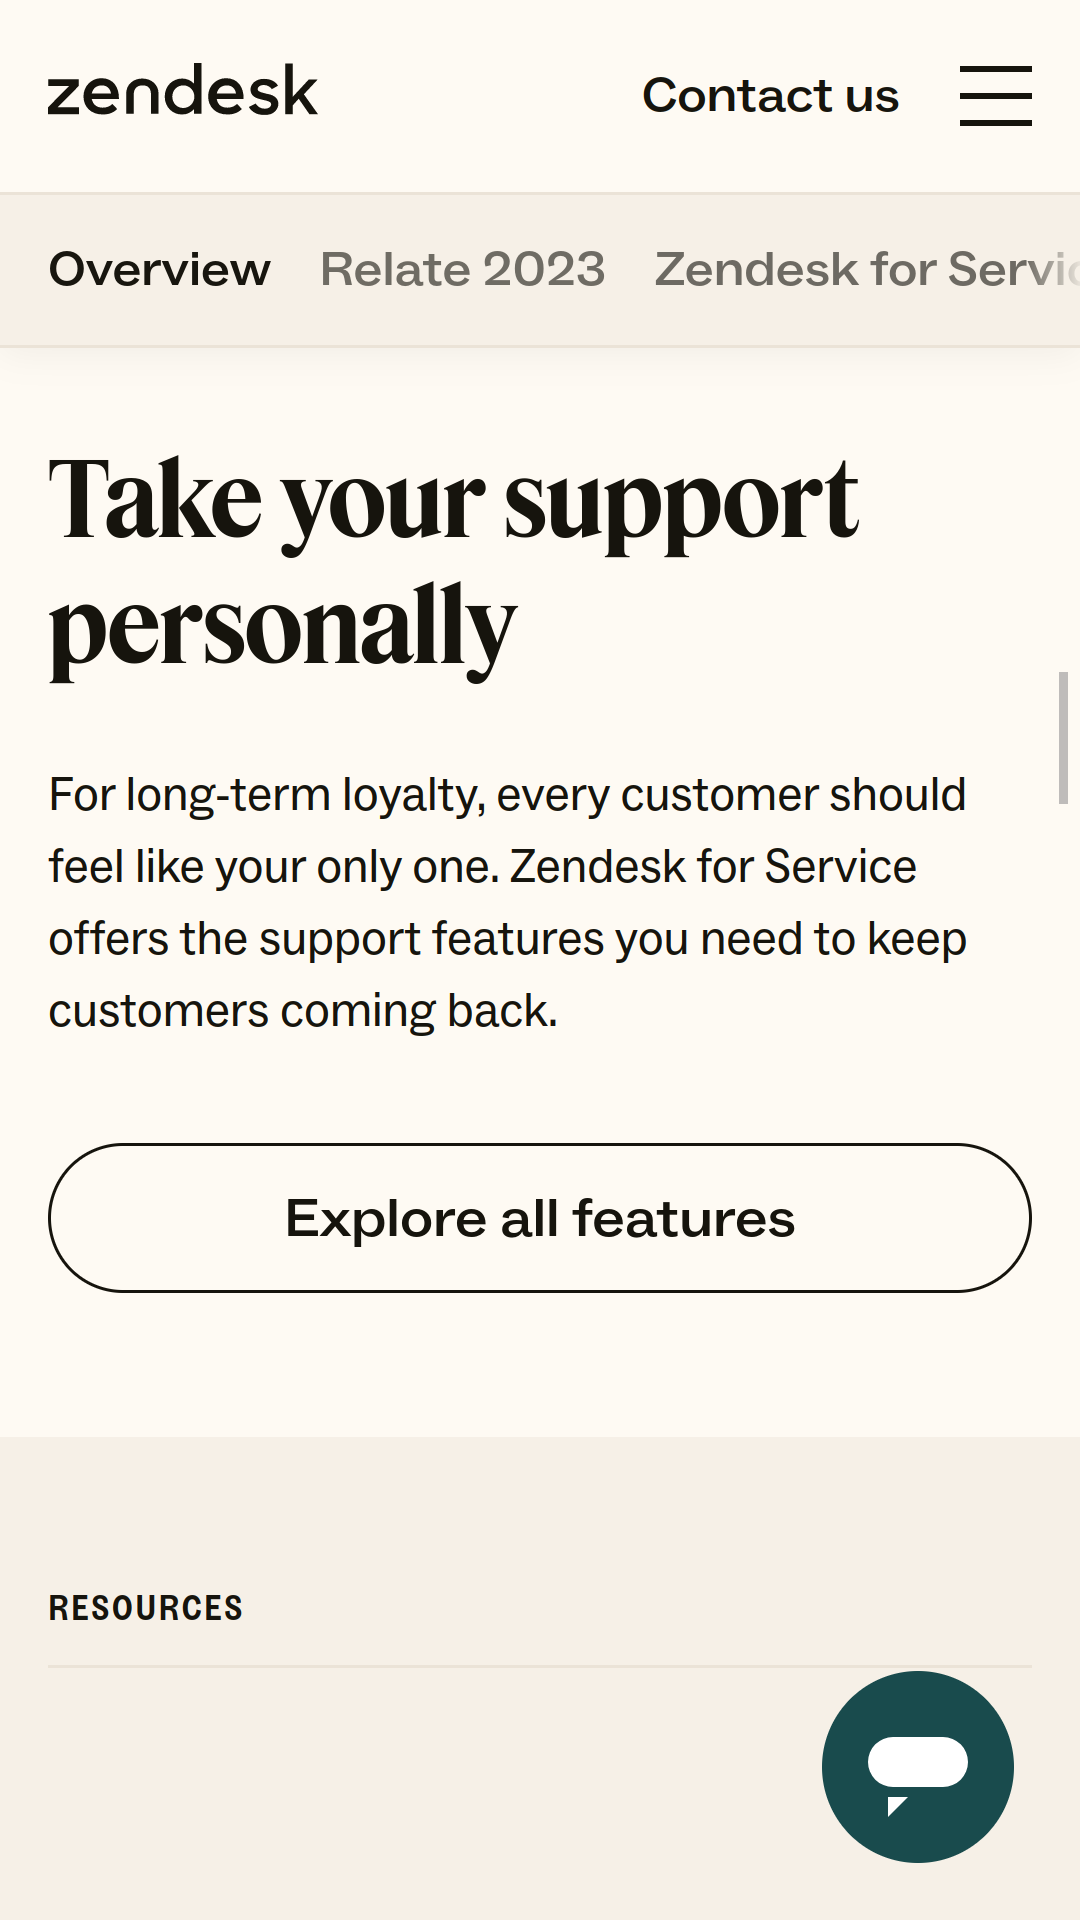 zendesk
Contact us
Overview Relate 2023 Zendesk for
Take your support
personally
For long-term loyalty, every customer should
feel like your only one. Zendesk for Service
offers the support features you need to keep
customers coming back.
Explore all features
RESOURCES